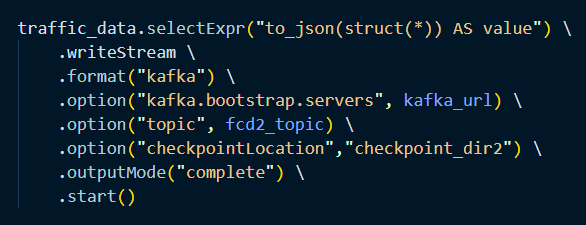 traffic_data.selectExpr("to_json(struct(*)) AS value") \
    .writeStream \
    .format("kafka") \
    .option("kafka.bootstrap.servers", kafka_url) \
    .option("topic", fcd2_topic) \
    .option("checkpointLocation","checkpoint_dir2") \
    .outputMode("complete") \
    .start()